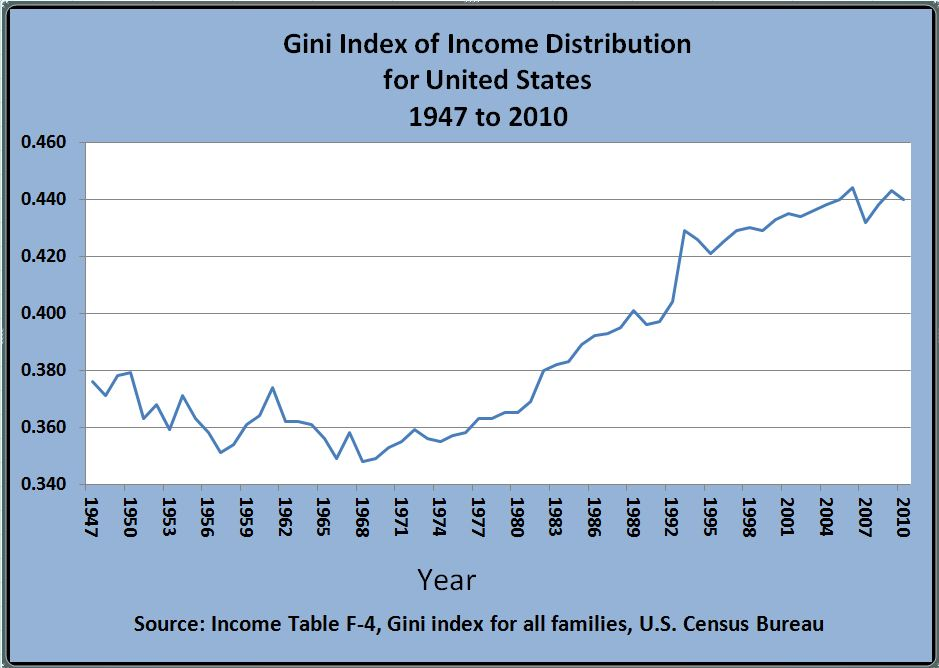 Gini Index of Income Distribution
for United States
1947 to 2010
0.460
0.440
0.420
0.400
0.380
0.360
0.340
1947 1950 1953 1956 1959 1962 1965 1968 1971 1974 1977 1980 1983 1986 1989 1992 1995 1998 2001 2004 2007 2010
Year
Source: Income Table F-4, Gini index for all families, U.S. Census Bureau